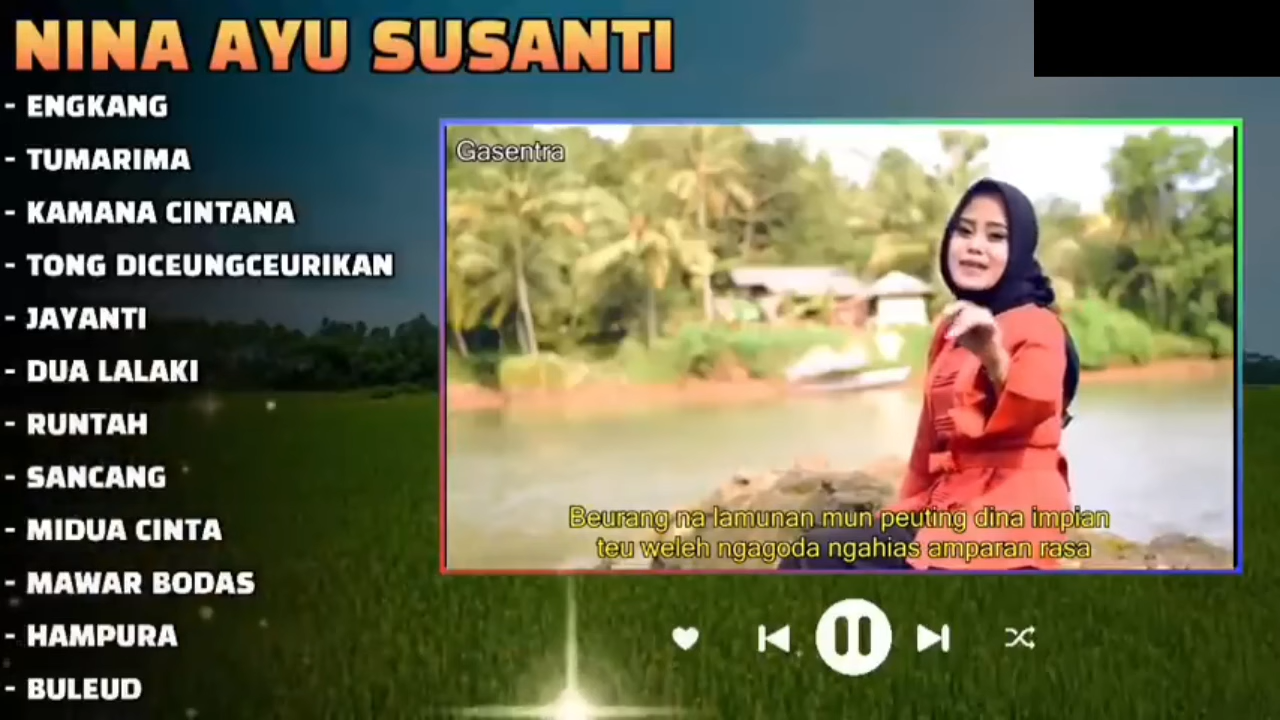 NINA AYU SUSANTI
- ENGKANG
- TUMARIMA
- KAMANA CINTANA
- TONG DICEUNGCEURIKAN
- JAYANTI
- DUA LALAKI
- RUNTAH
- SANCANG
- MIDUA CINTA
- MAWAR BODAS
- HAMPURA
- BULEUD
Gasentra
Beurang na lamunan mun peuting dina impian
teu weleh ngagoda ngahias amparan rasa